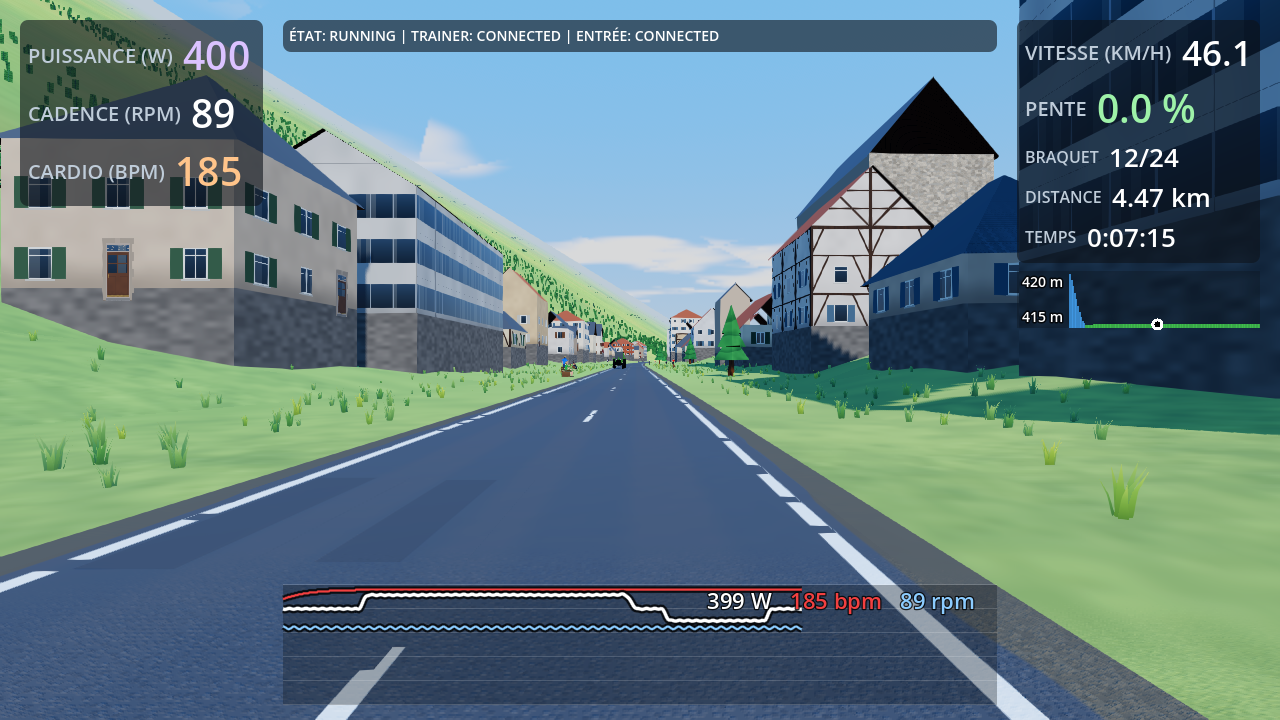 ÉTAT: RUNNING | TRAINER: CONNECTED | ENTRÉE: CONNECTED
PUISSANCE (W) 400
CADENCE (RPM) 89
CARDIO (BPM) 185
VITESSE (KM/H) 46.1
PENTE 0.0 %
BRAQUET 12/24
DISTANCE 4.47 km
TEMPS 0:07:15
420 m
415 m
399 W 185 bpm 89 rpm